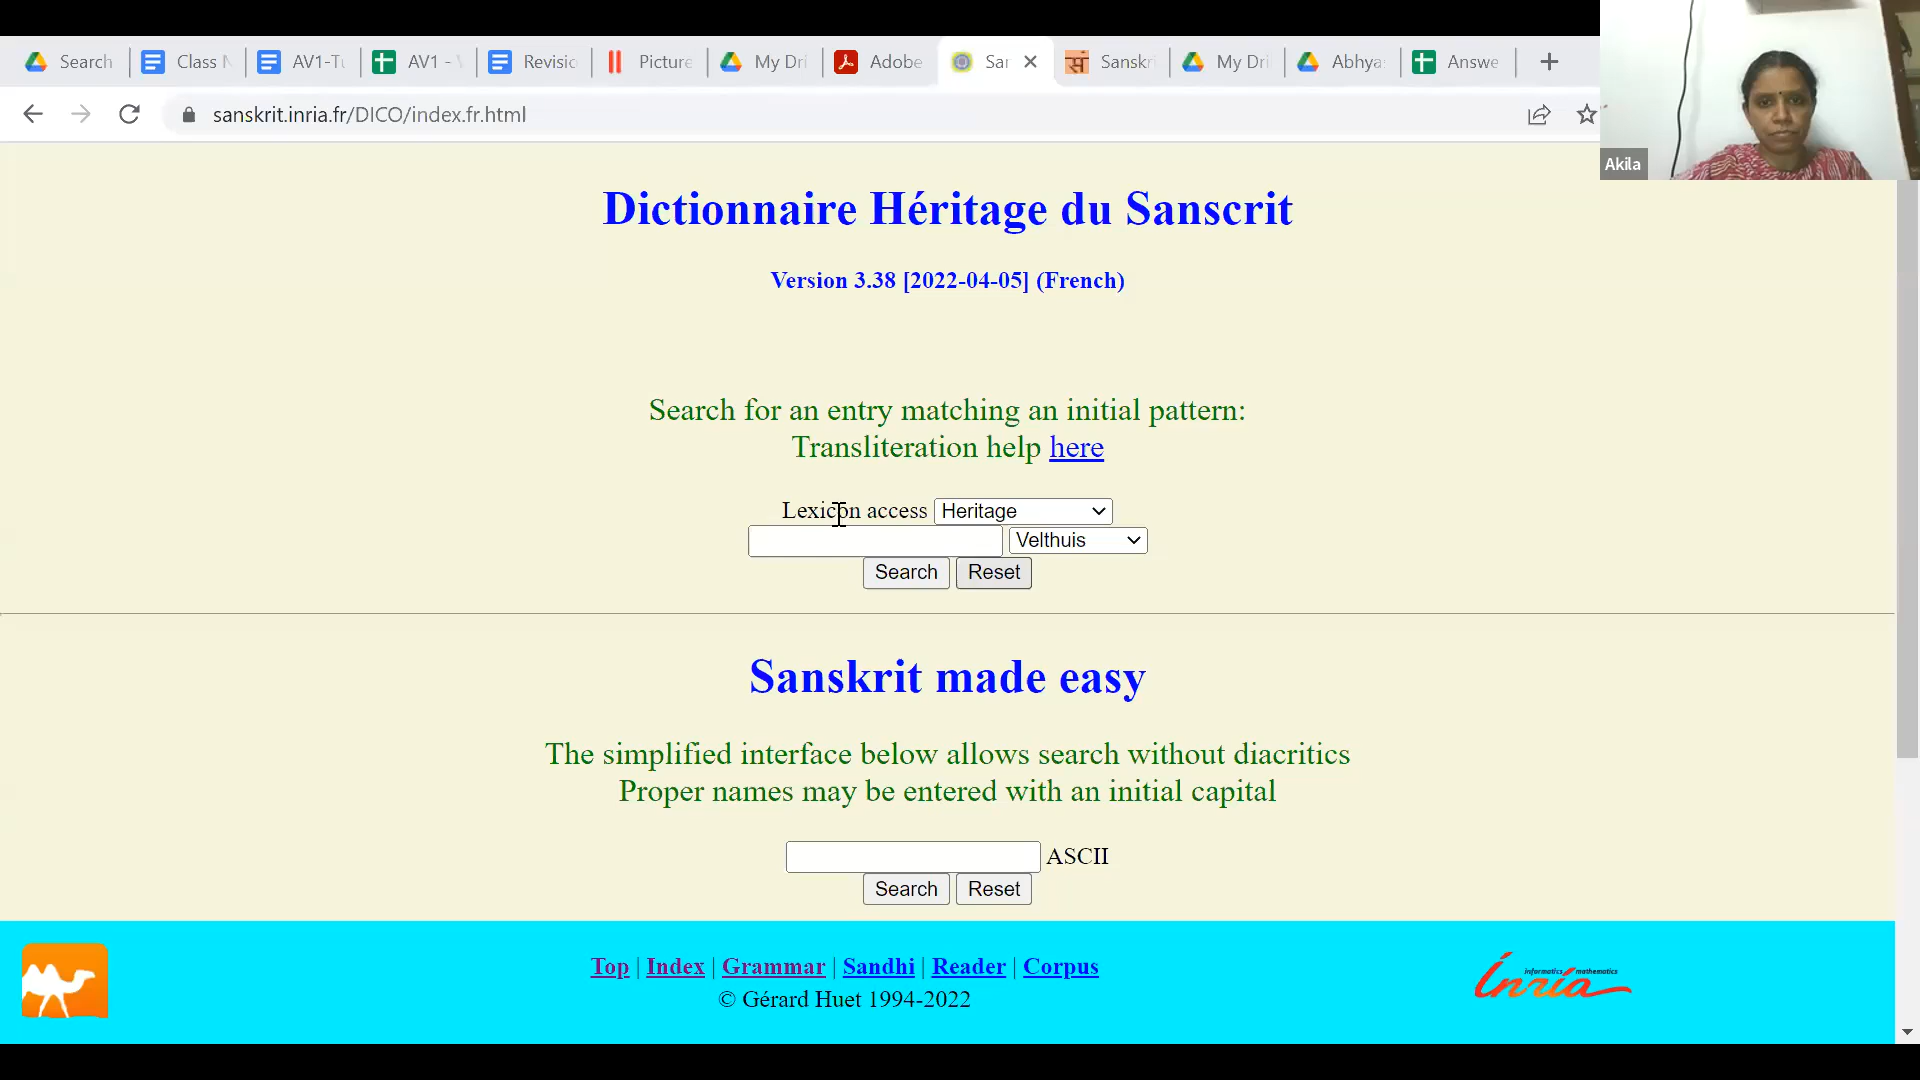 Search
Class N
AV1-Tu
AV1 - V
Revisio
Picture
My Dri
Adobe
San
Sanskri
My Dri
Abhyas
Answe
sanskrit.inria.fr/DICO/index.fr.html
Akila
Dictionnaire Héritage du Sanscrit
Version 3.38 [2022-04-05] (French)
Search for an entry matching an initial pattern:
Transliteration help here
Lexicon access Heritage
Velthuis
Search Reset
Sanskrit made easy
The simplified interface below allows search without diacritics
Proper names may be entered with an initial capital
ASCII
Search Reset
Top | Index | Grammar | Sandhi | Reader | Corpus
© Gérard Huet 1994-2022
informatics mathematics
inria